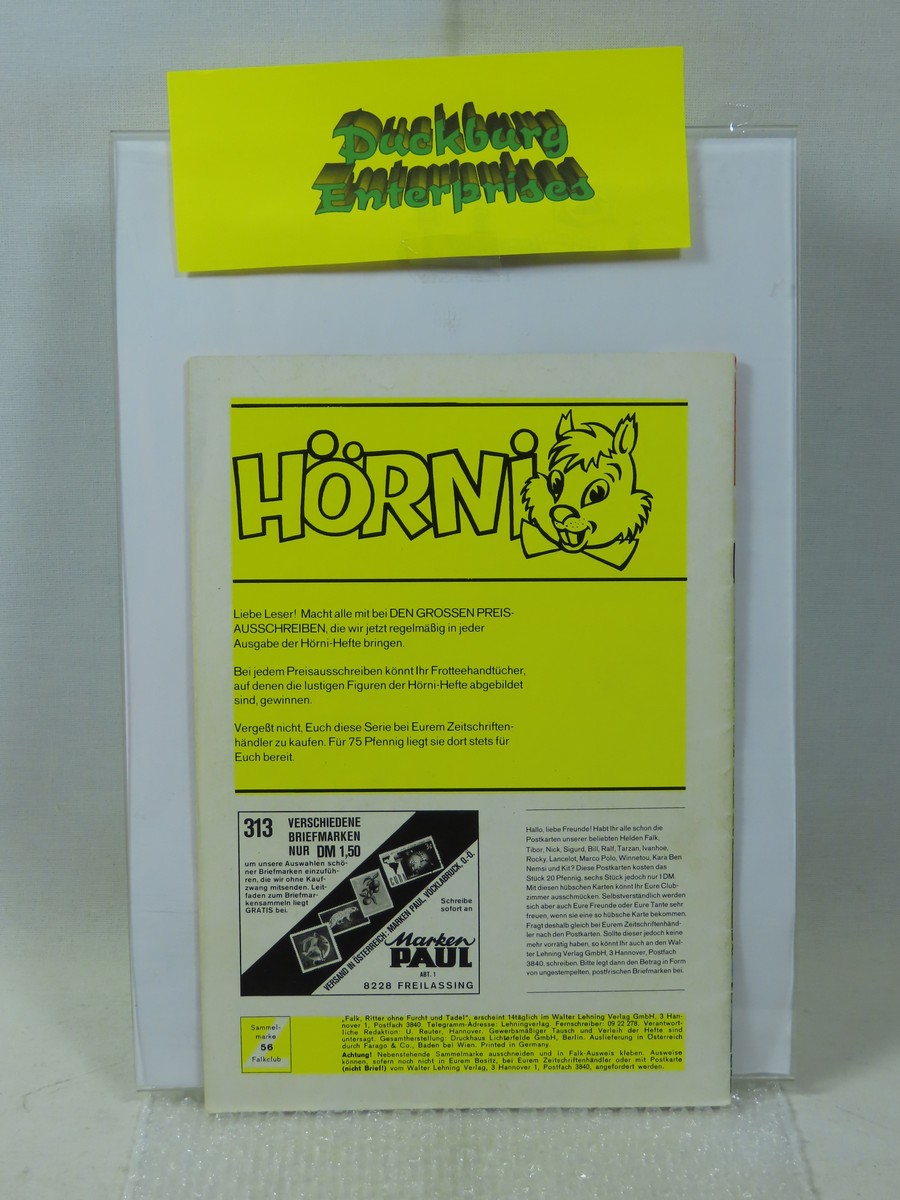 Duckburg
Enterprises
HÖRNI
Liebe Leser! Macht alle mit bei DEN GROSSEN PREIS-
AUSSCHREIBEN, die wir jetzt regelmäßig in jeder
Ausgabe der Hörni-Hefte bringen.
Bei jedem Preisausschreiben könnt Ihr Frotteehandtücher,
auf denen die lustigen Figuren der Hörni-Hefte abgebildet
sind, gewinnen.
Vergeßt nicht, Euch diese Serie bei Eurem Zeitschriften-
händler zu kaufen. Für 75 Pfennig liegt sie dort stets für
Euch bereit.
313 VERSCHIEDENE
BRIEFMARKEN
NUR DM 1,50
um unsere Auswahlen schö-
ner Briefmarken einzufüh-
ren, die wir ohne Kauf-
zwang mitsenden. Leit-
faden zum Briefmar-
kensammeln liegt
GRATIS bei.
VERSAND IN ÖSTERREICH: MARKEN PAUL, VÖCKLABRUCK, O.-Ö.
Schreibe
sofort an
Marken
PAUL
ABT. 1
8228 FREILASSING
Hallo, liebe Freunde! Habt Ihr alle schon die
Postkarten unserer beliebten Helden Falk,
Tibor, Nick, Sigurd, Bill, Ralf, Tarzan, Ivanhoe,
Rocky, Lancelot, Marco Polo, Winnetou, Kara Ben
Nemsi und Kit? Diese Postkarten kosten das
Stück 20 Pfennig, sechs Stück jedoch nur 1 DM.
Mit diesen hübschen Karten könnt Ihr Eure Club-
zimmer ausschmücken. Selbstverständlich werden
sich aber auch Eure Freunde oder Eure Tante sehr
freuen, wenn sie eine so hübsche Karte bekommen.
Fragt deshalb gleich bei Eurem Zeitschriftenhänd-
ler nach den Postkarten. Sollte dieser jedoch keine
mehr vorrätig haben, so könnt Ihr auch an den Wal-
ter Lehning Verlag GmbH, 3 Hannover, Postfach
3840, schreiben. Bitte legt dann den Betrag in Form
von ungestempelten, postfrischen Briefmarken bei.
Sammel-
marke
56
Falkclub
„Falk, Ritter ohne Furcht und Tadel", erscheint 14täglich im Walter Lehning Verlag GmbH, 3 Han-
nover 1, Postfach 3840. Telegramm-Adresse: Lehningverlag. Fernschreiber: 09 22 278. Verantwort-
liche Redaktion: U. Reuter, Hannover. Gewerbsmäßiger Tausch und Verleih der Hefte sind
untersagt. Gesamtherstellung: Druckhaus Lichterfelde GmbH, Berlin. Auslieferung in Österreich
durch Farago & Co., Baden bei Wien. Printed in Germany.
Achtung! Nebenstehende Sammelmarke ausschneiden und in Falk-Ausweis kleben. Ausweise
können, sofern noch nicht in Eurem Besitz, bei Eurem Zeitschriftenhändler oder mit Postkarte
(nicht Brief!) vom Walter Lehning Verlag, 3 Hannover 1, Postfach 3840, angefordert werden.